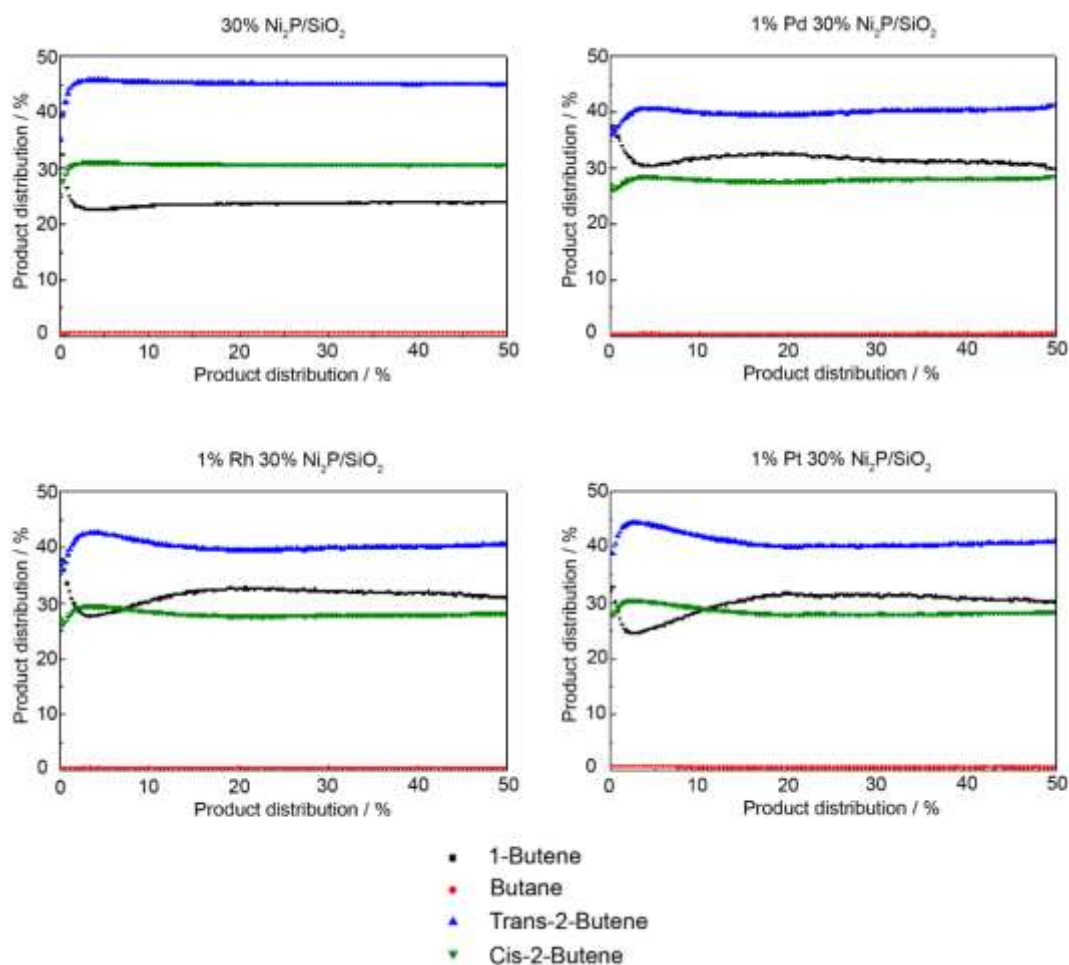 30% Ni₂P/SiO₂
Product distribution / %
50
40
30
20
10
0
0 10 20 30 40 50
Product distribution / %
1% Pd 30% Ni₂P/SiO₂
Product distribution / %
50
40
30
20
10
0
0 10 20 30 40 50
Product distribution / %
1% Rh 30% Ni₂P/SiO₂
Product distribution / %
50
40
30
20
10
0
0 10 20 30 40 50
Product distribution / %
1% Pt 30% Ni₂P/SiO₂
Product distribution / %
50
40
30
20
10
0
0 10 20 30 40 50
Product distribution / %
1-Butene
Butane
Trans-2-Butene
Cis-2-Butene